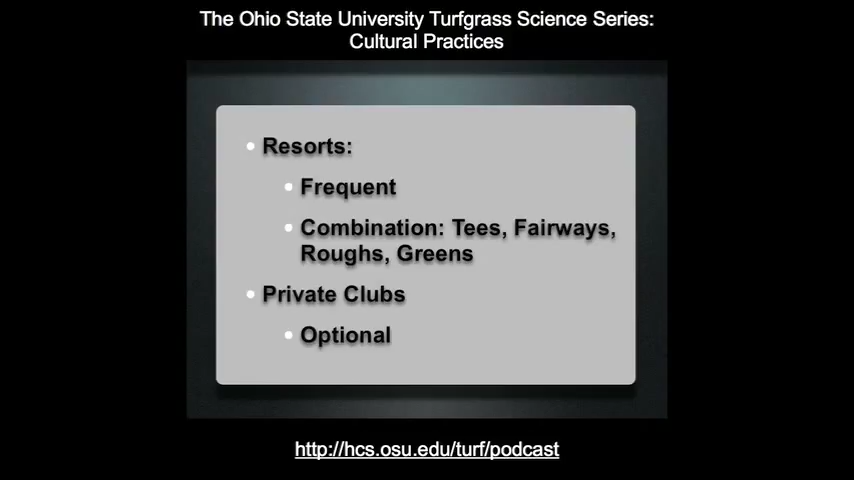 The Ohio State University Turfgrass Science Series:
Cultural Practices
• Resorts:
• Frequent
• Combination: Tees, Fairways,
Roughs, Greens
• Private Clubs
• Optional
http://hcs.osu.edu/turf/podcast